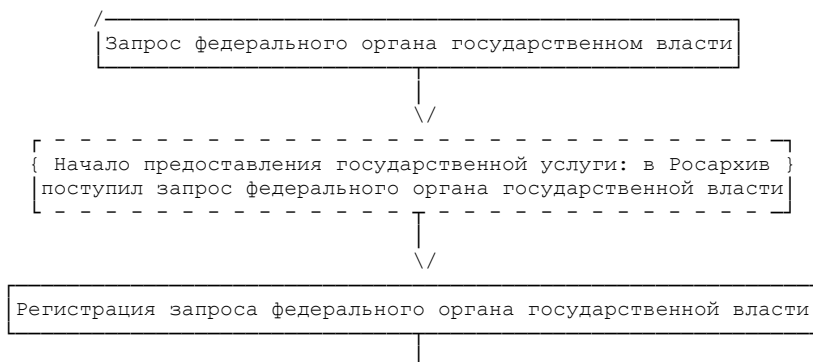 Запрос федерального органа государственном власти
{ Начало предоставления государственной услуги: в Росархив }
поступил запрос федерального органа государственной власти
Регистрация запроса федерального органа государственной власти